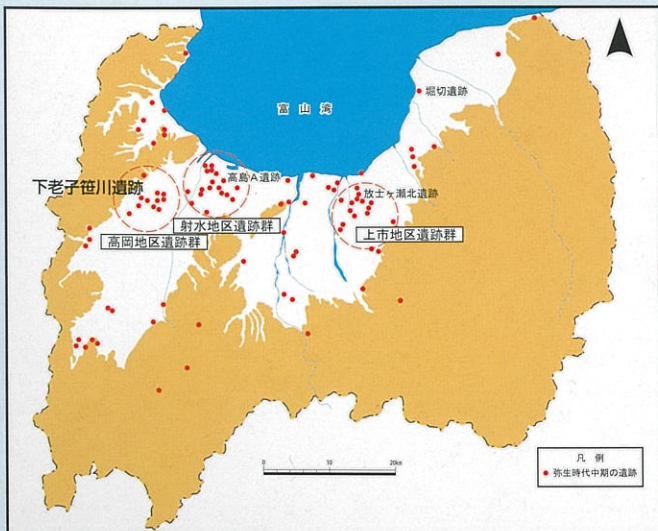 富山湾
堀切遺跡
高島A遺跡
下老子笹川遺跡
放士ヶ瀬北遺跡
射水地区遺跡群
上市地区遺跡群
高岡地区遺跡群
0 10 20km
凡例
弥生時代中期の遺跡